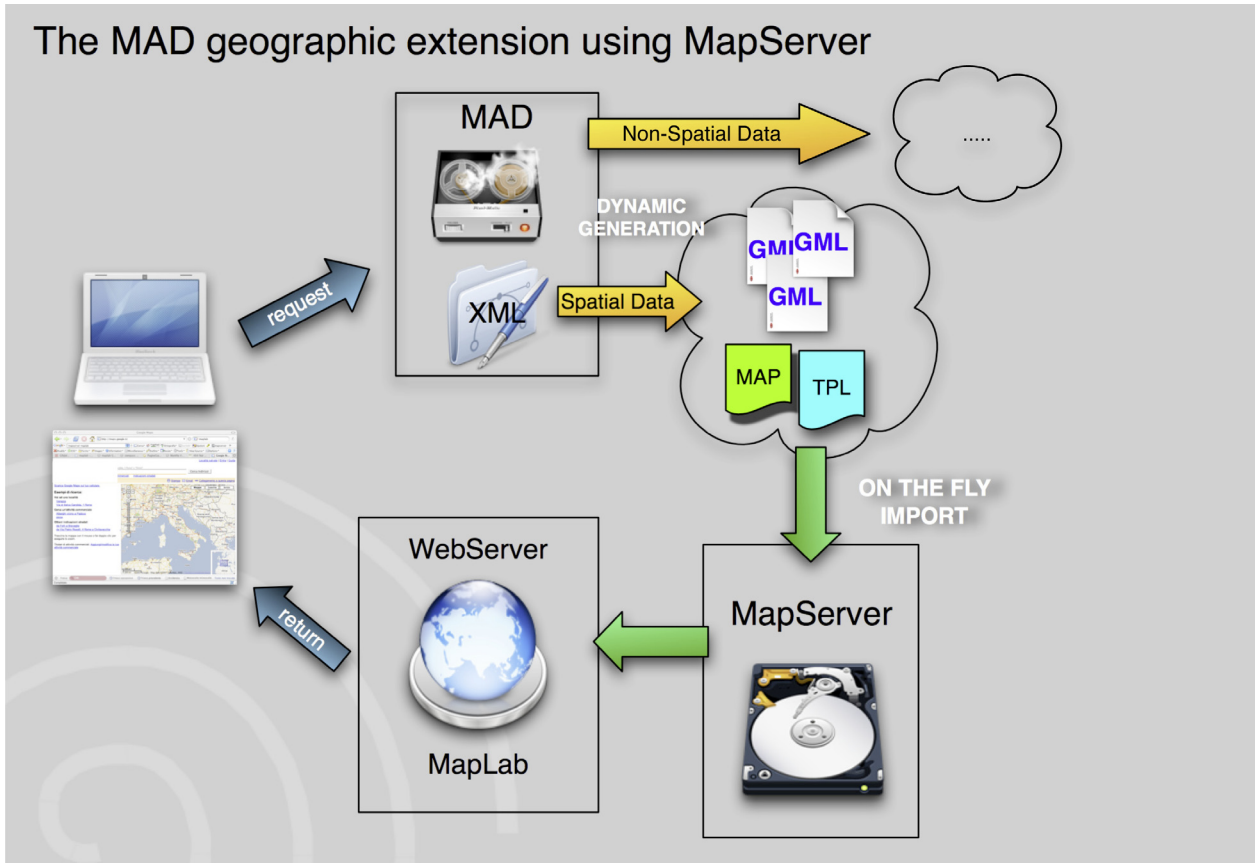 The MAD geographic extension using MapServer
MAD
Non-Spatial Data
.....
DYNAMIC
GENERATION
GML
GML
GML
request
XML
Spatial Data
MAP
TPL
ON THE FLY
IMPORT
WebServer
MapServer
return
MapLab